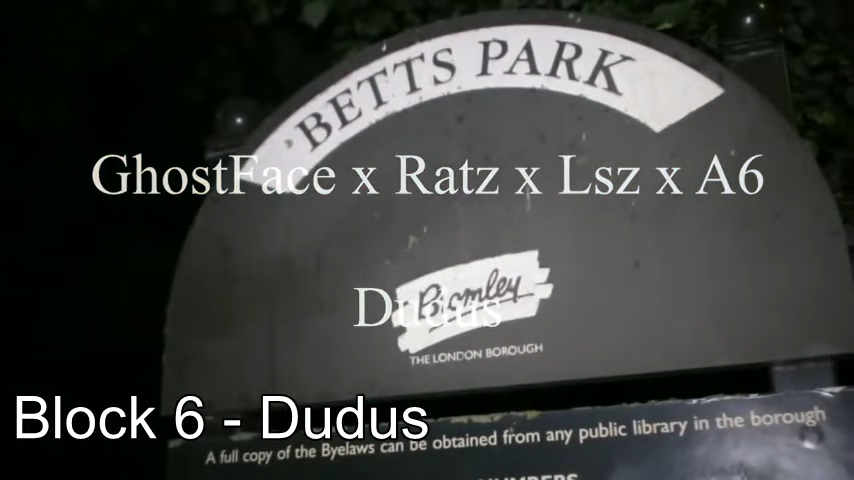 BETTS PARK
GhostFace x Ratz x Lsz x A6
Bromley
Dudus
THE LONDON BOROUGH
Block 6 - Dudus
A full copy of the Byelaws can be obtained from any public library in the borough
NUMBERS